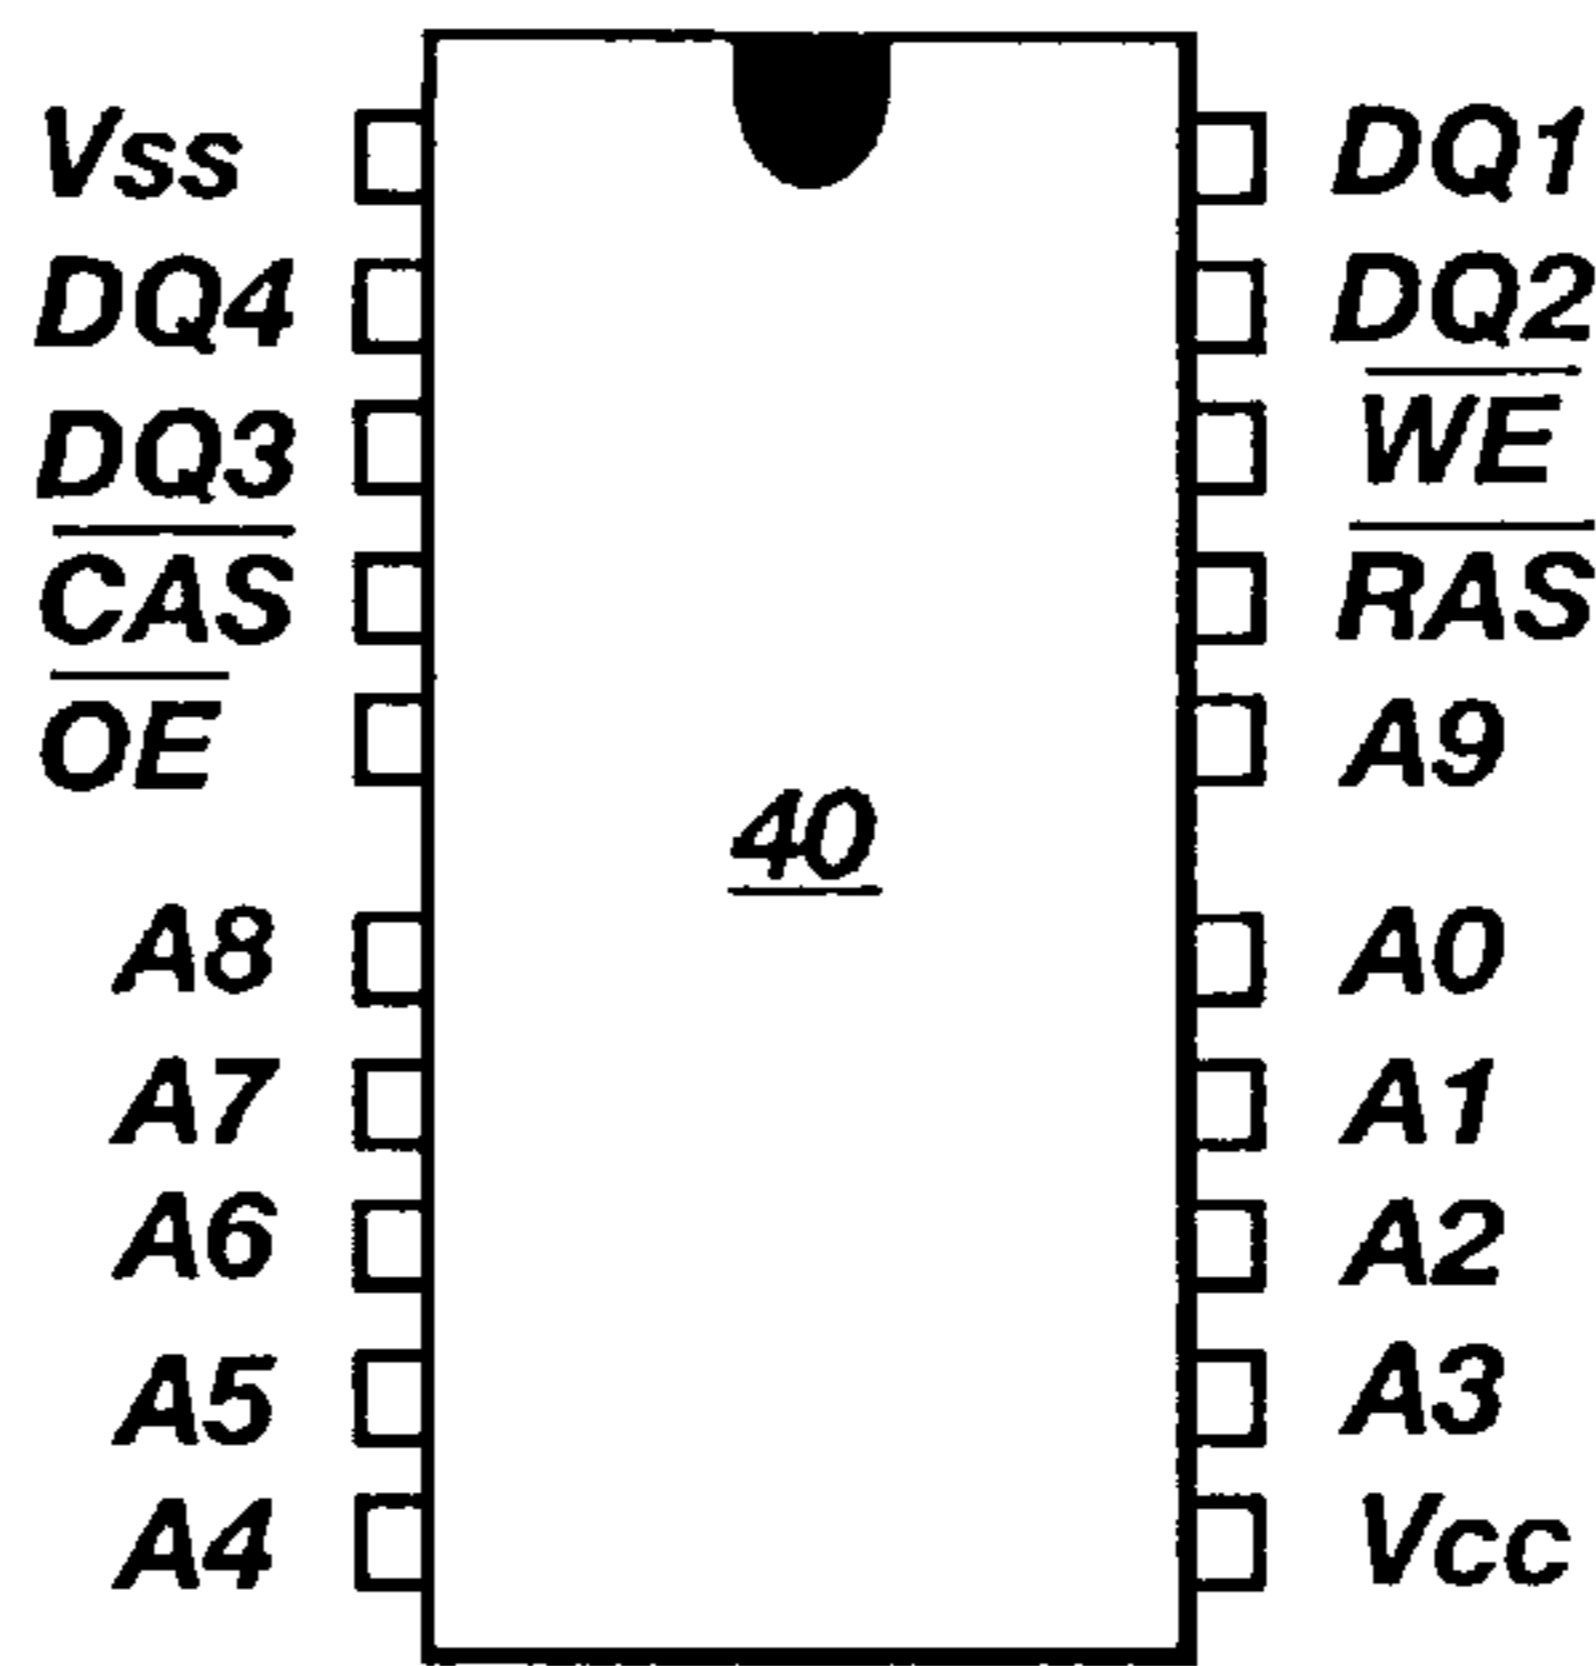 Vss DQ1
DQ4 DQ2
DQ3 WE
CAS RAS
OE A9
40
A8 A0
A7 A1
A6 A2
A5 A3
A4 Vcc